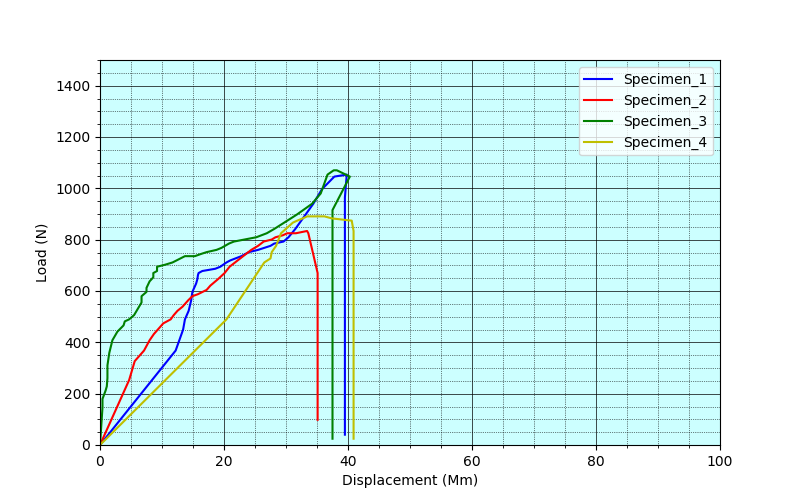 Specimen_1
Specimen_2
Specimen_3
Specimen_4
1400
1200
1000
800
600
400
200
0
Load (N)
0 20 40 60 80 100
Displacement (Mm)